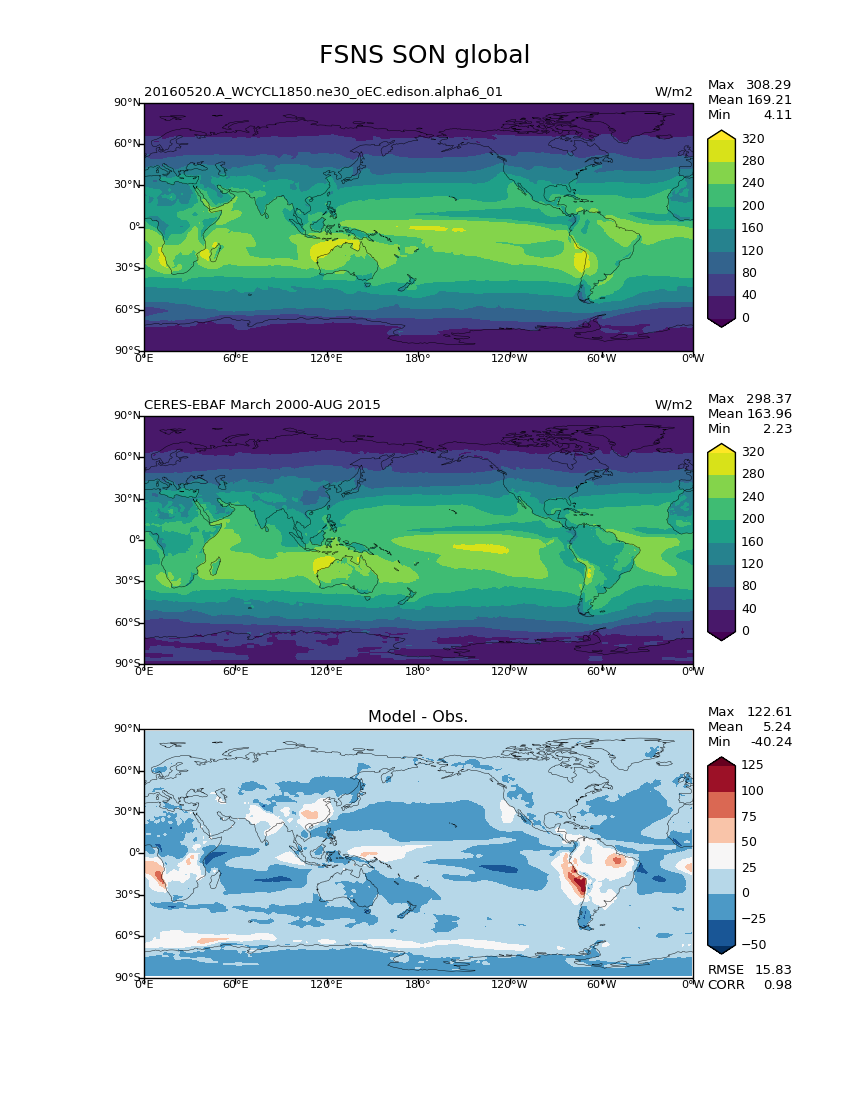 FSNS SON global
20160520.A_WCYCL1850.ne30_oEC.edison.alpha6_01 W/m2
Max 308.29
Mean 169.21
Min 4.11
90°N
60°N
30°N
0°
30°S
60°S
90°S
0°E 60°E 120°E 180° 120°W 60°W 0°W
320
280
240
200
160
120
80
40
0
CERES-EBAF March 2000-AUG 2015 W/m2
Max 298.37
Mean 163.96
Min 2.23
90°N
60°N
30°N
0°
30°S
60°S
90°S
0°E 60°E 120°E 180° 120°W 60°W 0°W
320
280
240
200
160
120
80
40
0
Model - Obs.
Max 122.61
Mean 5.24
Min -40.24
90°N
60°N
30°N
0°
30°S
60°S
90°S
0°E 60°E 120°E 180° 120°W 60°W 0°W
125
100
75
50
25
0
−25
−50
RMSE 15.83
CORR 0.98